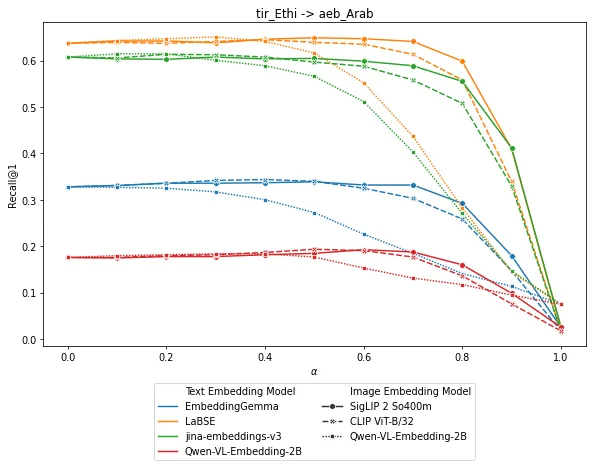 tir_Ethi -> aeb_Arab
Recall@1
0.6
0.5
0.4
0.3
0.2
0.1
0.0
0.0 0.2 0.4 0.6 0.8 1.0
α
Text Embedding Model
EmbeddingGemma
LaBSE
jina-embeddings-v3
Qwen-VL-Embedding-2B
Image Embedding Model
SigLIP 2 So400m
CLIP ViT-B/32
Qwen-VL-Embedding-2B